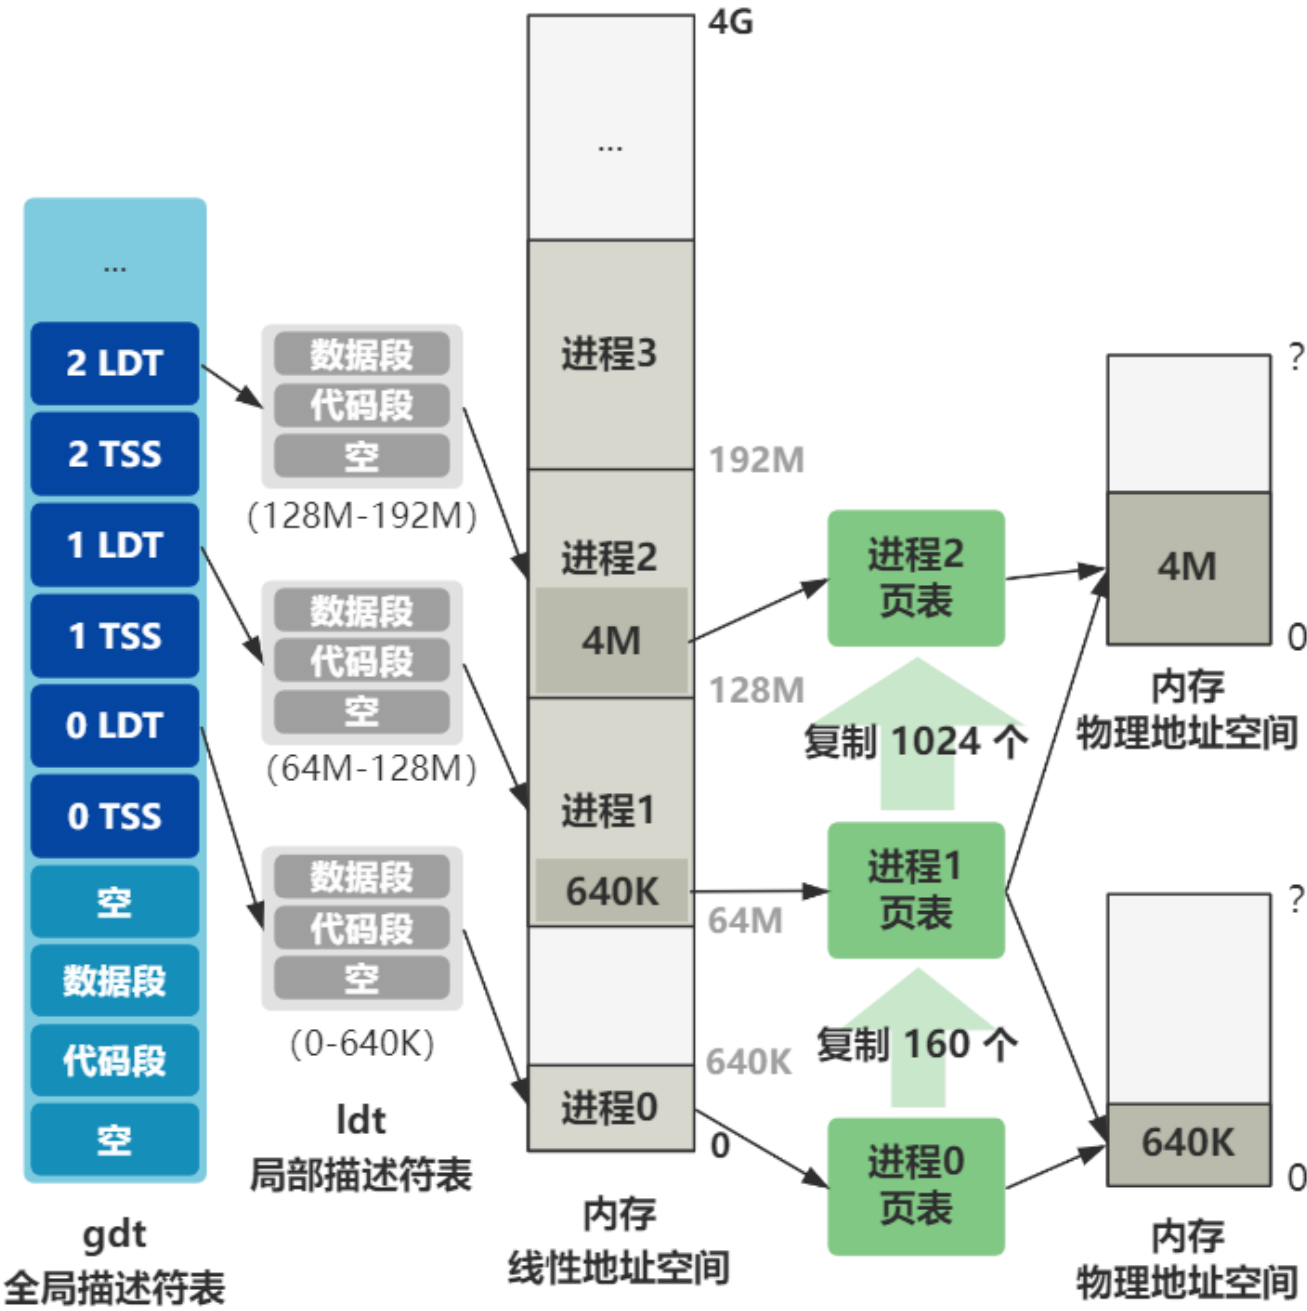 ...
2 LDT
2 TSS
1 LDT
1 TSS
0 LDT
0 TSS
空
数据段
代码段
空
gdt
全局描述符表
数据段
代码段
空
(128M-192M)
数据段
代码段
空
(64M-128M)
数据段
代码段
空
(0-640K)
ldt
局部描述符表
4G
...
进程3
192M
进程2
4M
128M
进程1
640K
64M
640K
进程0
0
内存
线性地址空间
进程2
页表
复制 1024 个
进程1
页表
复制 160 个
进程0
页表
?
4M
0
内存
物理地址空间
?
640K
0
内存
物理地址空间